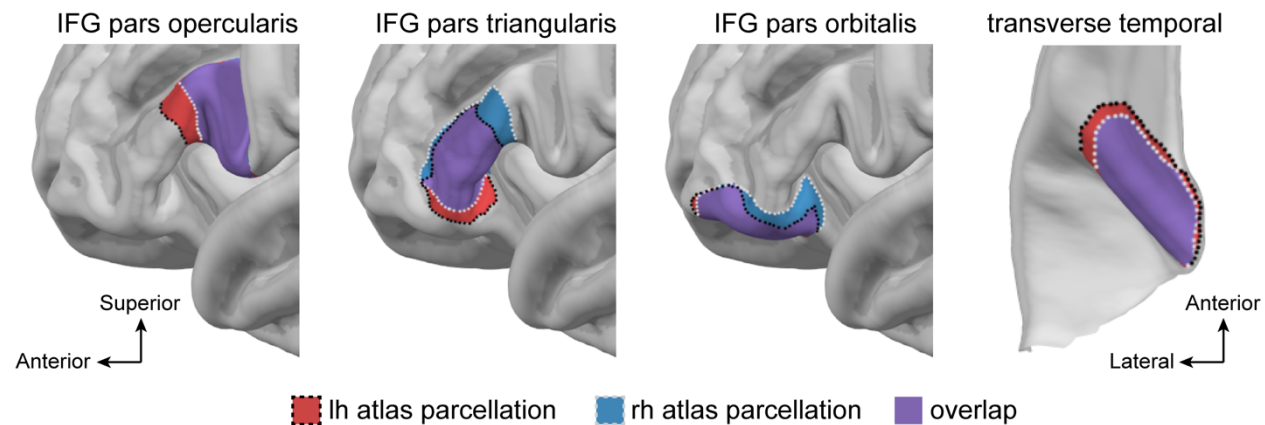 IFG pars opercularis
IFG pars triangularis
IFG pars orbitalis
transverse temporal
Superior
Anterior
Anterior
Lateral
lh atlas parcellation
rh atlas parcellation
overlap